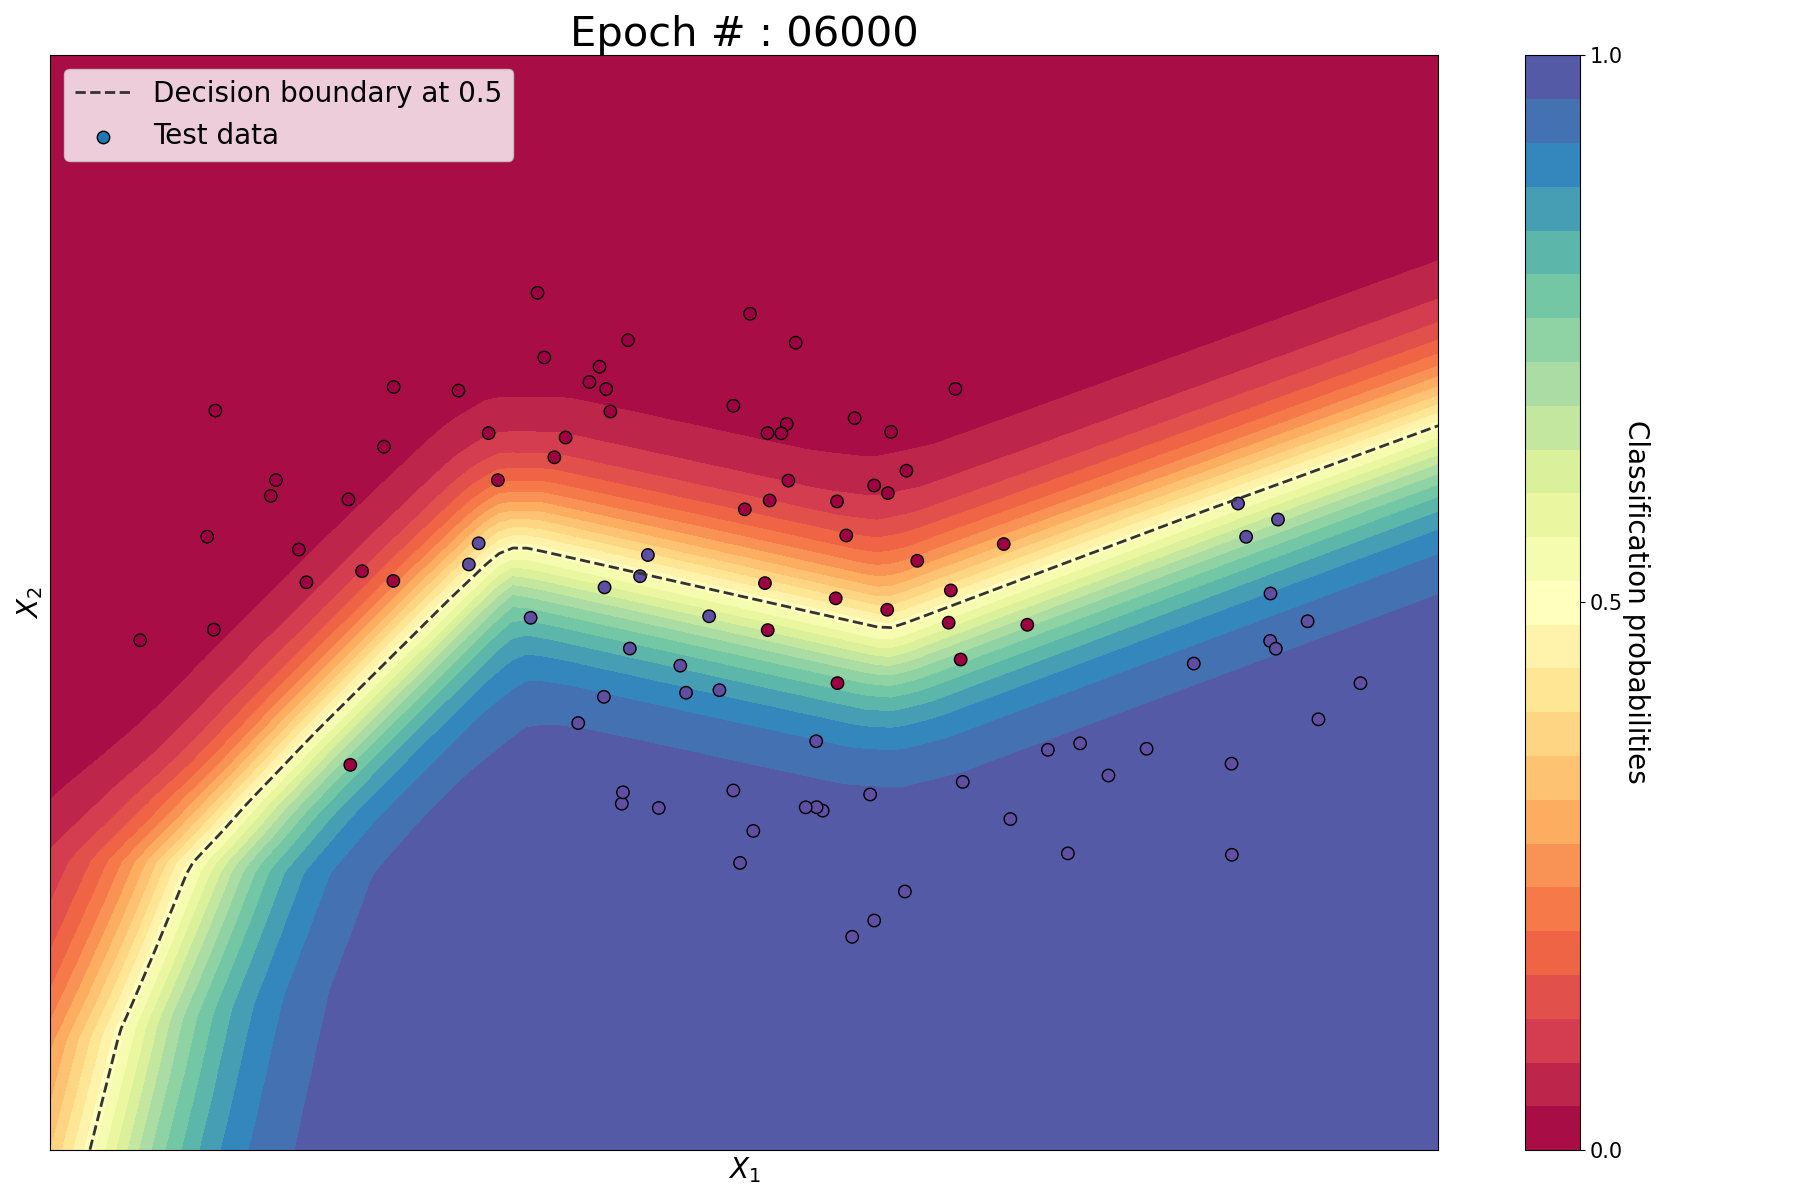 Epoch # : 06000
Decision boundary at 0.5
Test data
X₂
X₁
1.0
0.5
0.0
Classification probabilities